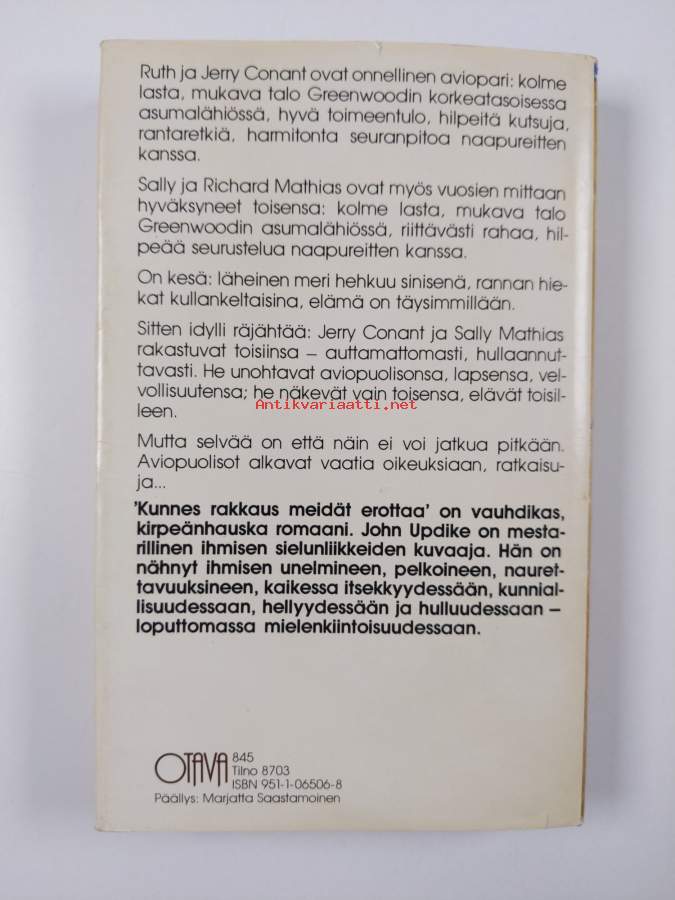 Ruth ja Jerry Conant ovat onnellinen aviopari: kolme
lasta, mukava talo Greenwoodin korkeatasoisessa
asumalähiössä, hyvä toimeentulo, hilpeitä kutsuja,
rantaretkiä, harmitonta seuranpitoa naapureitten
kanssa.
Sally ja Richard Mathias ovat myös vuosien mittaan
hyväksyneet toisensa: kolme lasta, mukava talo
Greenwoodin asumalähiössä, riittävästi rahaa, hil-
peää seurustelua naapureitten kanssa.
On kesä: läheinen meri hehkuu sinisenä, rannan hie-
kat kullankeltaisina, elämä on täysimmillään.
Sitten idylli räjähtää: Jerry Conant ja Sally Mathias
rakastuvat toisiinsa – auttamattomasti, hullaannut-
tavasti. He unohtavat aviopuolisonsa, lapsensa, vel-
vollisuutensa; he näkevät vain toisensa, elävät toisil-
leen.
Antikvariaatti.net
Mutta selvää on että näin ei voi jatkua pitkään.
Aviopuolisot alkavat vaatia oikeuksiaan, ratkaisu-
ja...
'Kunnes rakkaus meidät erottaa' on vauhdikas,
kirpeänhauska romaani. John Updike on mesta-
rillinen ihmisen sielunliikkeiden kuvaaja. Hän on
nähnyt ihmisen unelmineen, pelkoineen, nauret-
tavuuksineen, kaikessa itsekkyydessään, kunnial-
lisuudessaan, hellyydessään ja hulluudessaan –
loputtomassa mielenkiintoisuudessaan.
OTAVA
845
Tilno 8703
ISBN 951-1-06506-8
Päällys: Marjatta Saastamoinen